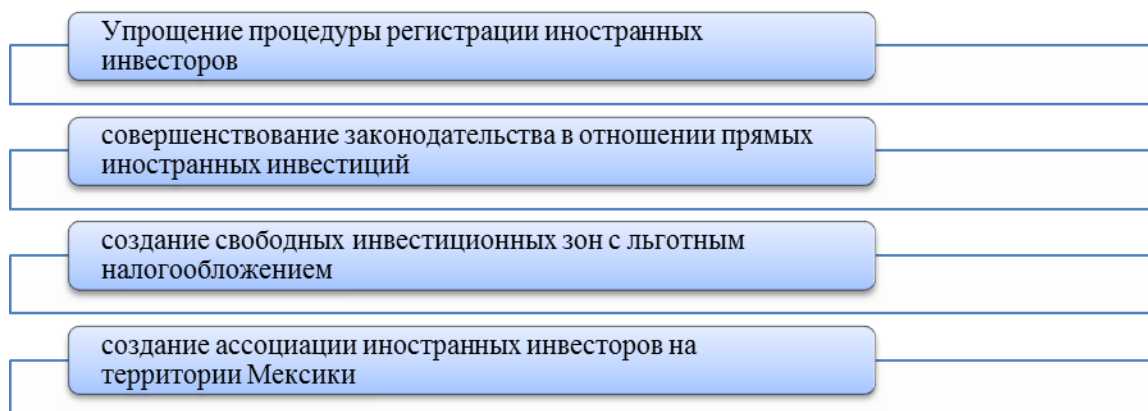 Упрощение процедуры регистрации иностранных
инвесторов
совершенствование законодательства в отношении прямых
иностранных инвестиций
создание свободных инвестиционных зон с льготным
налогообложением
создание ассоциации иностранных инвесторов на
территории Мексики